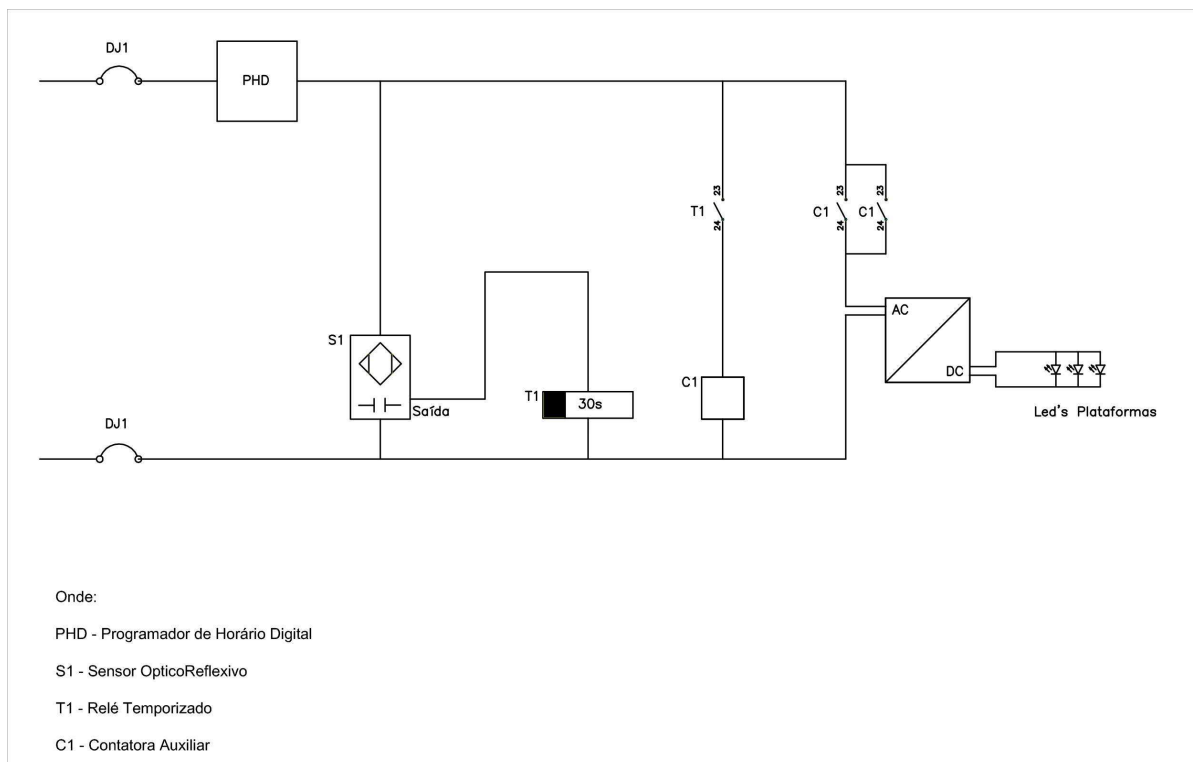 DJ1
PHD
T1
23
24
C1
23
24
C1
23
24
S1
Saída
T1
30s
C1
AC
DC
Led's Plataformas
DJ1
Onde:
PHD - Programador de Horário Digital
S1 - Sensor OpticoReflexivo
T1 - Relé Temporizado
C1 - Contatora Auxiliar